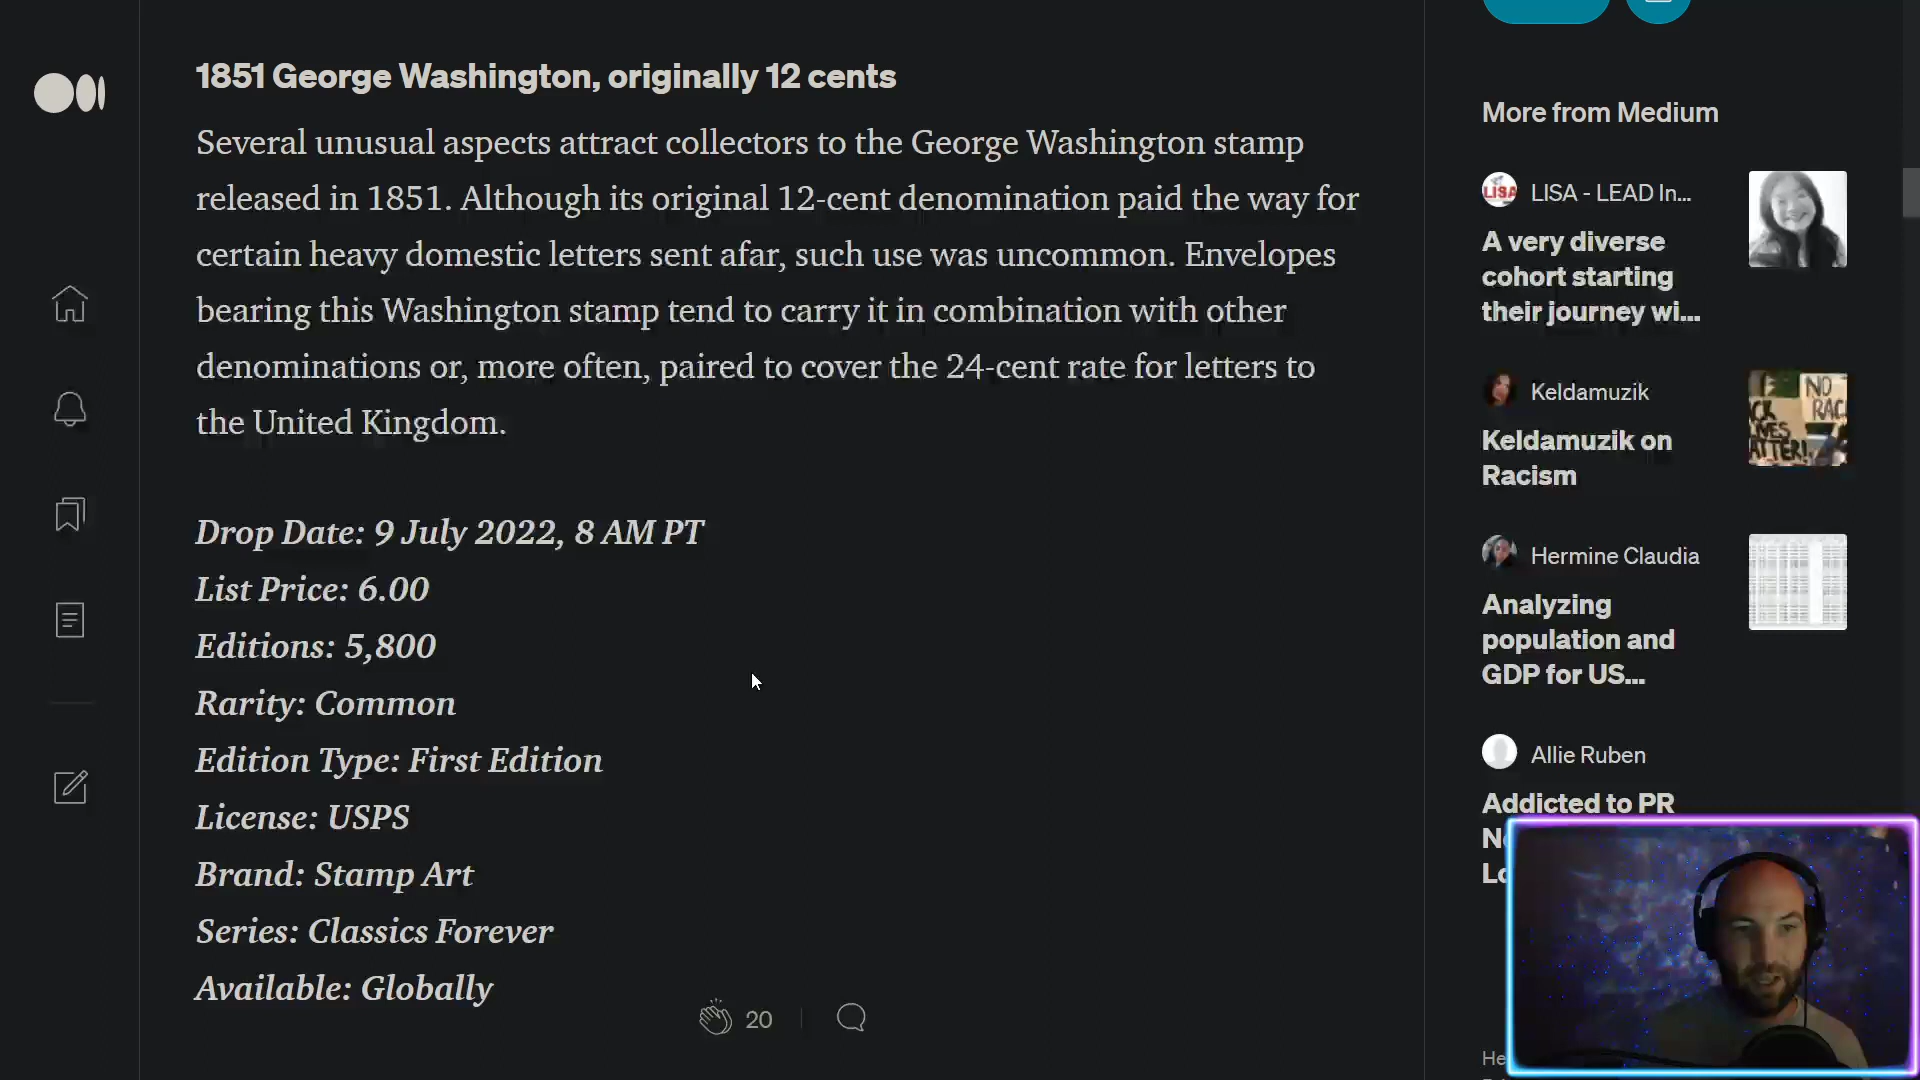 1851 George Washington, originally 12 cents
Several unusual aspects attract collectors to the George Washington stamp
released in 1851. Although its original 12-cent denomination paid the way for
certain heavy domestic letters sent afar, such use was uncommon. Envelopes
bearing this Washington stamp tend to carry it in combination with other
denominations or, more often, paired to cover the 24-cent rate for letters to
the United Kingdom.
Drop Date: 9 July 2022, 8 AM PT
List Price: 6.00
Editions: 5,800
Rarity: Common
Edition Type: First Edition
License: USPS
Brand: Stamp Art
Series: Classics Forever
Available: Globally
20
More from Medium
LISA
LISA - LEAD In...
A very diverse
cohort starting
their journey wi...
Keldamuzik
Keldamuzik on
Racism
NO
RAC
CK
LIVES
ATTER!
Hermine Claudia
Analyzing
population and
GDP for US...
Allie Ruben
Addicted to PR